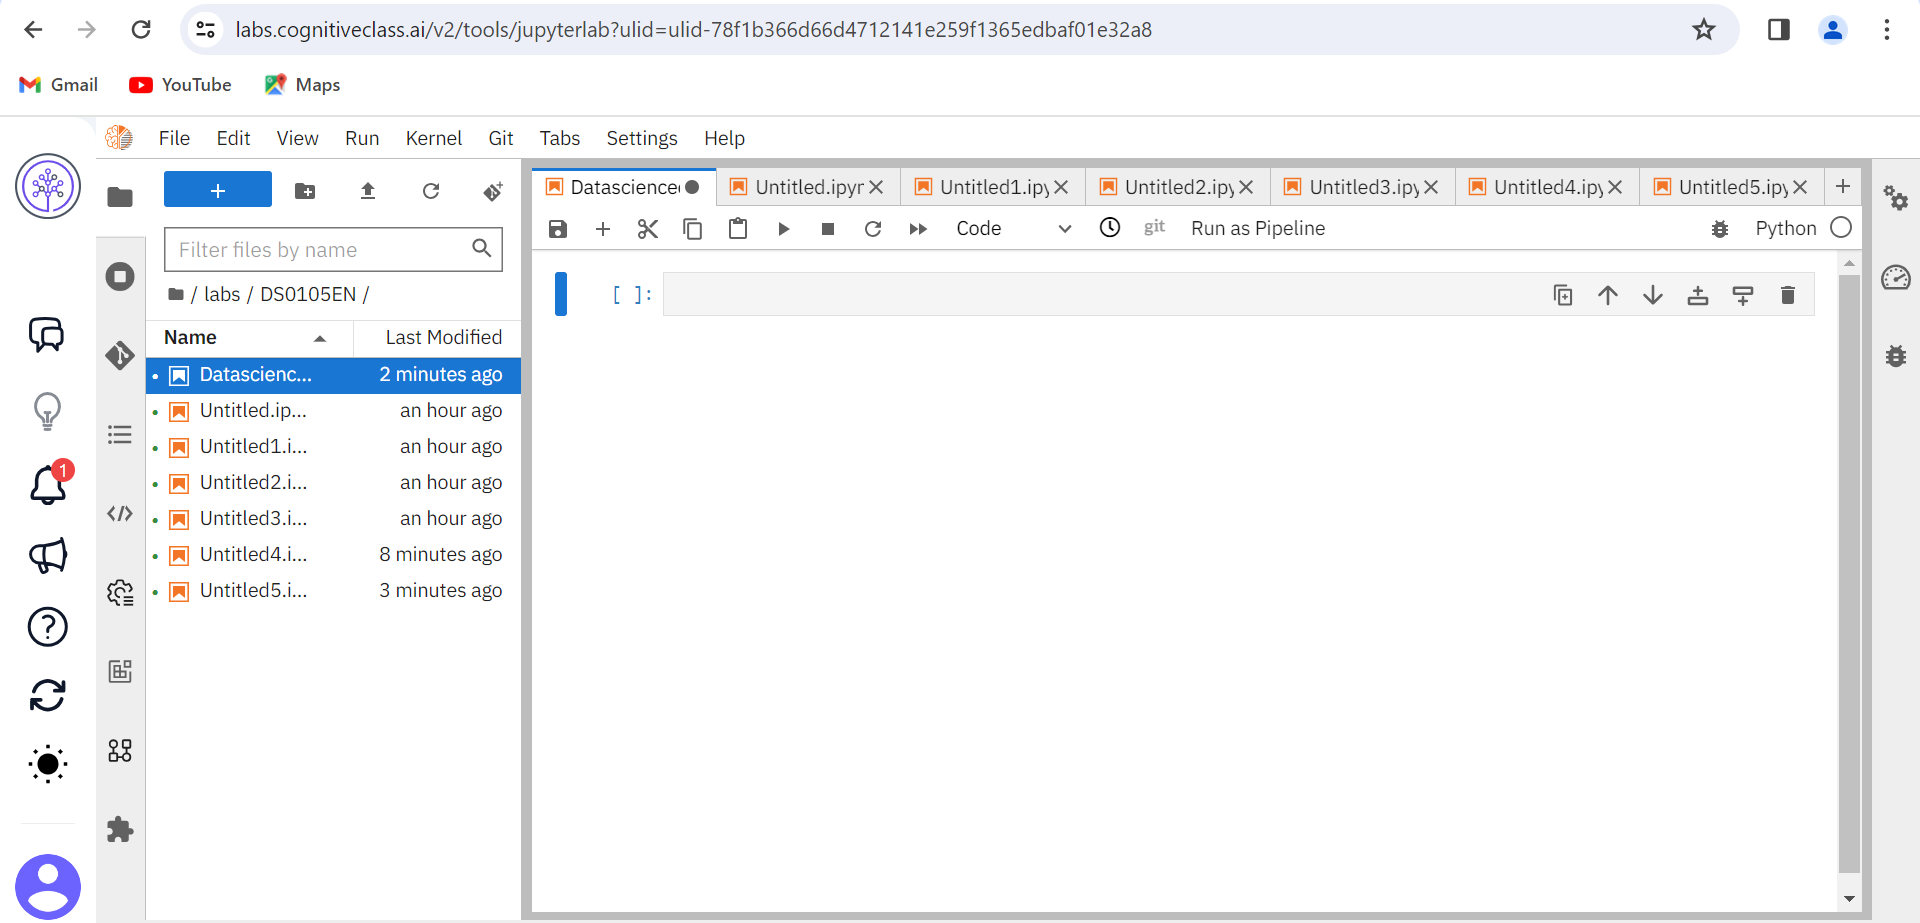 labs.cognitiveclass.ai/v2/tools/jupyterlab?ulid=ulid-78f1b366d66d4712141e259f1365edbaf01e32a8
Gmail YouTube Maps
File Edit View Run Kernel Git Tabs Settings Help
+ Datascience Untitled.ipyr Untitled1.ipy Untitled2.ipy Untitled3.ipy Untitled4.ipy Untitled5.ipy +
Code git Run as Pipeline Python
Filter files by name
/ labs / DS0105EN /
[ ]:
Name Last Modified
Datascienc... 2 minutes ago
Untitled.ip... an hour ago
Untitled1.i... an hour ago
1
Untitled2.i... an hour ago
Untitled3.i... an hour ago
Untitled4.i... 8 minutes ago
Untitled5.i... 3 minutes ago